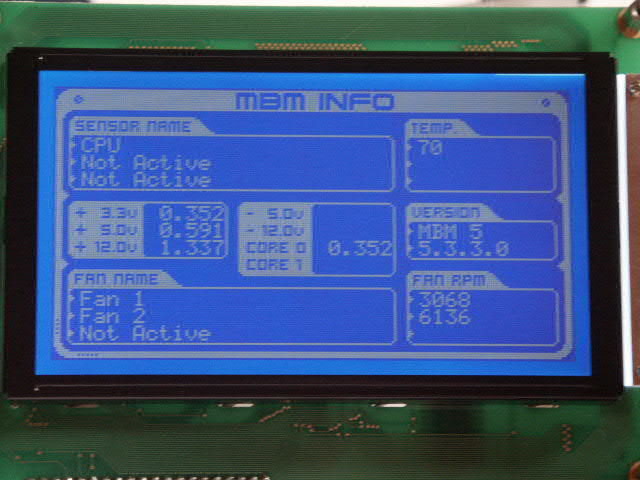 MBM INFO
SENSOR NAME
CPU
Not Active
Not Active
TEMP.
70
+ 3.3V 0.352
+ 5.0V 0.591
+ 12.0V 1.337
- 5.0V
- 12.0V
CORE 0 0.352
CORE 1
VERSION
MBM 5
5.3.3.0
FAN NAME
Fan 1
Fan 2
Not Active
FAN RPM
3068
6136